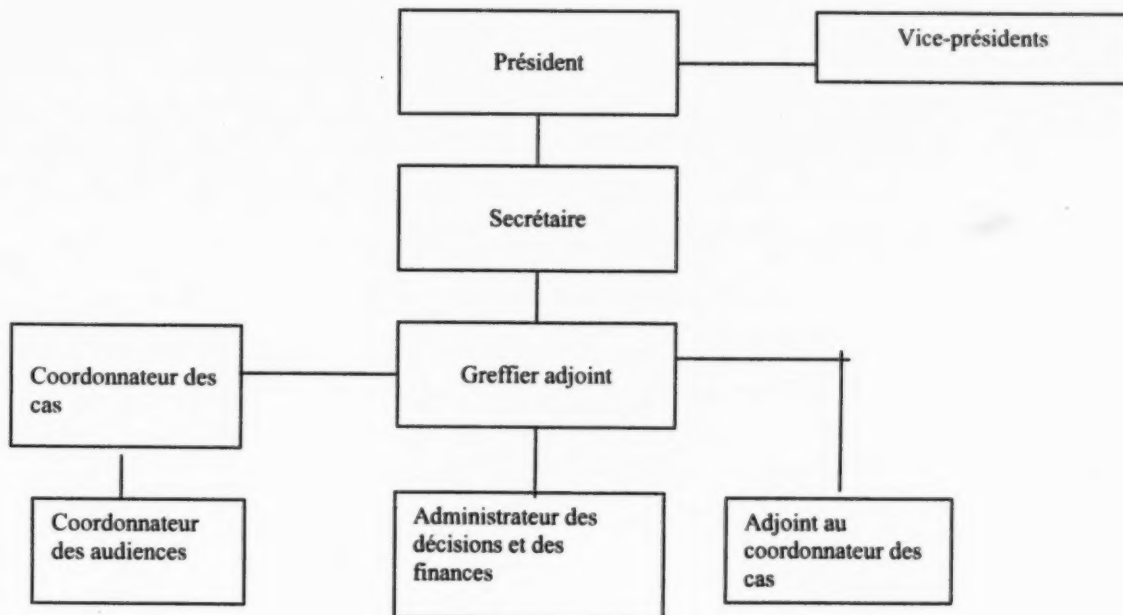 Président
Vice-présidents
Secrétaire
Coordonnateur des
cas
Greffier adjoint
Coordonnateur
des audiences
Administrateur des
décisions et des
finances
Adjoint au
coordonnateur des
cas